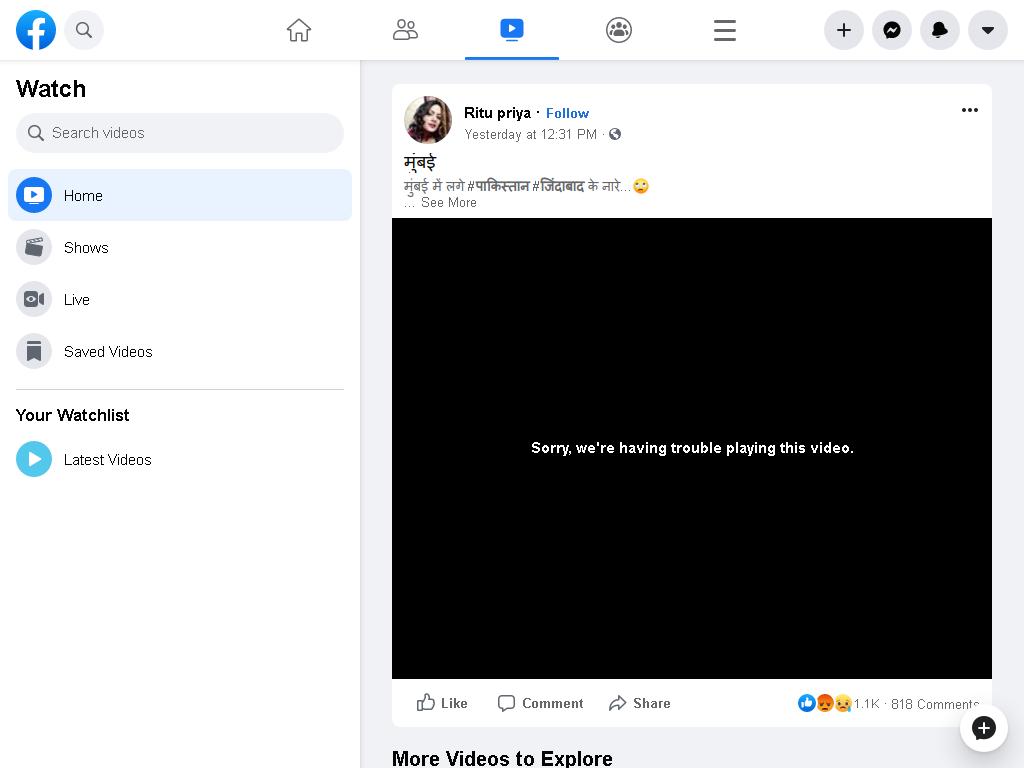 Watch
Search videos
Home
Shows
Live
Saved Videos
Your Watchlist
Latest Videos
Ritu priya · Follow
Yesterday at 12:31 PM ·
मुंबई
मुंबई में लगे #पाकिस्तान #जिंदाबाद के नारे...🙄
... See More
Sorry, we're having trouble playing this video.
Like Comment Share 1.1K · 818 Comments
More Videos to Explore